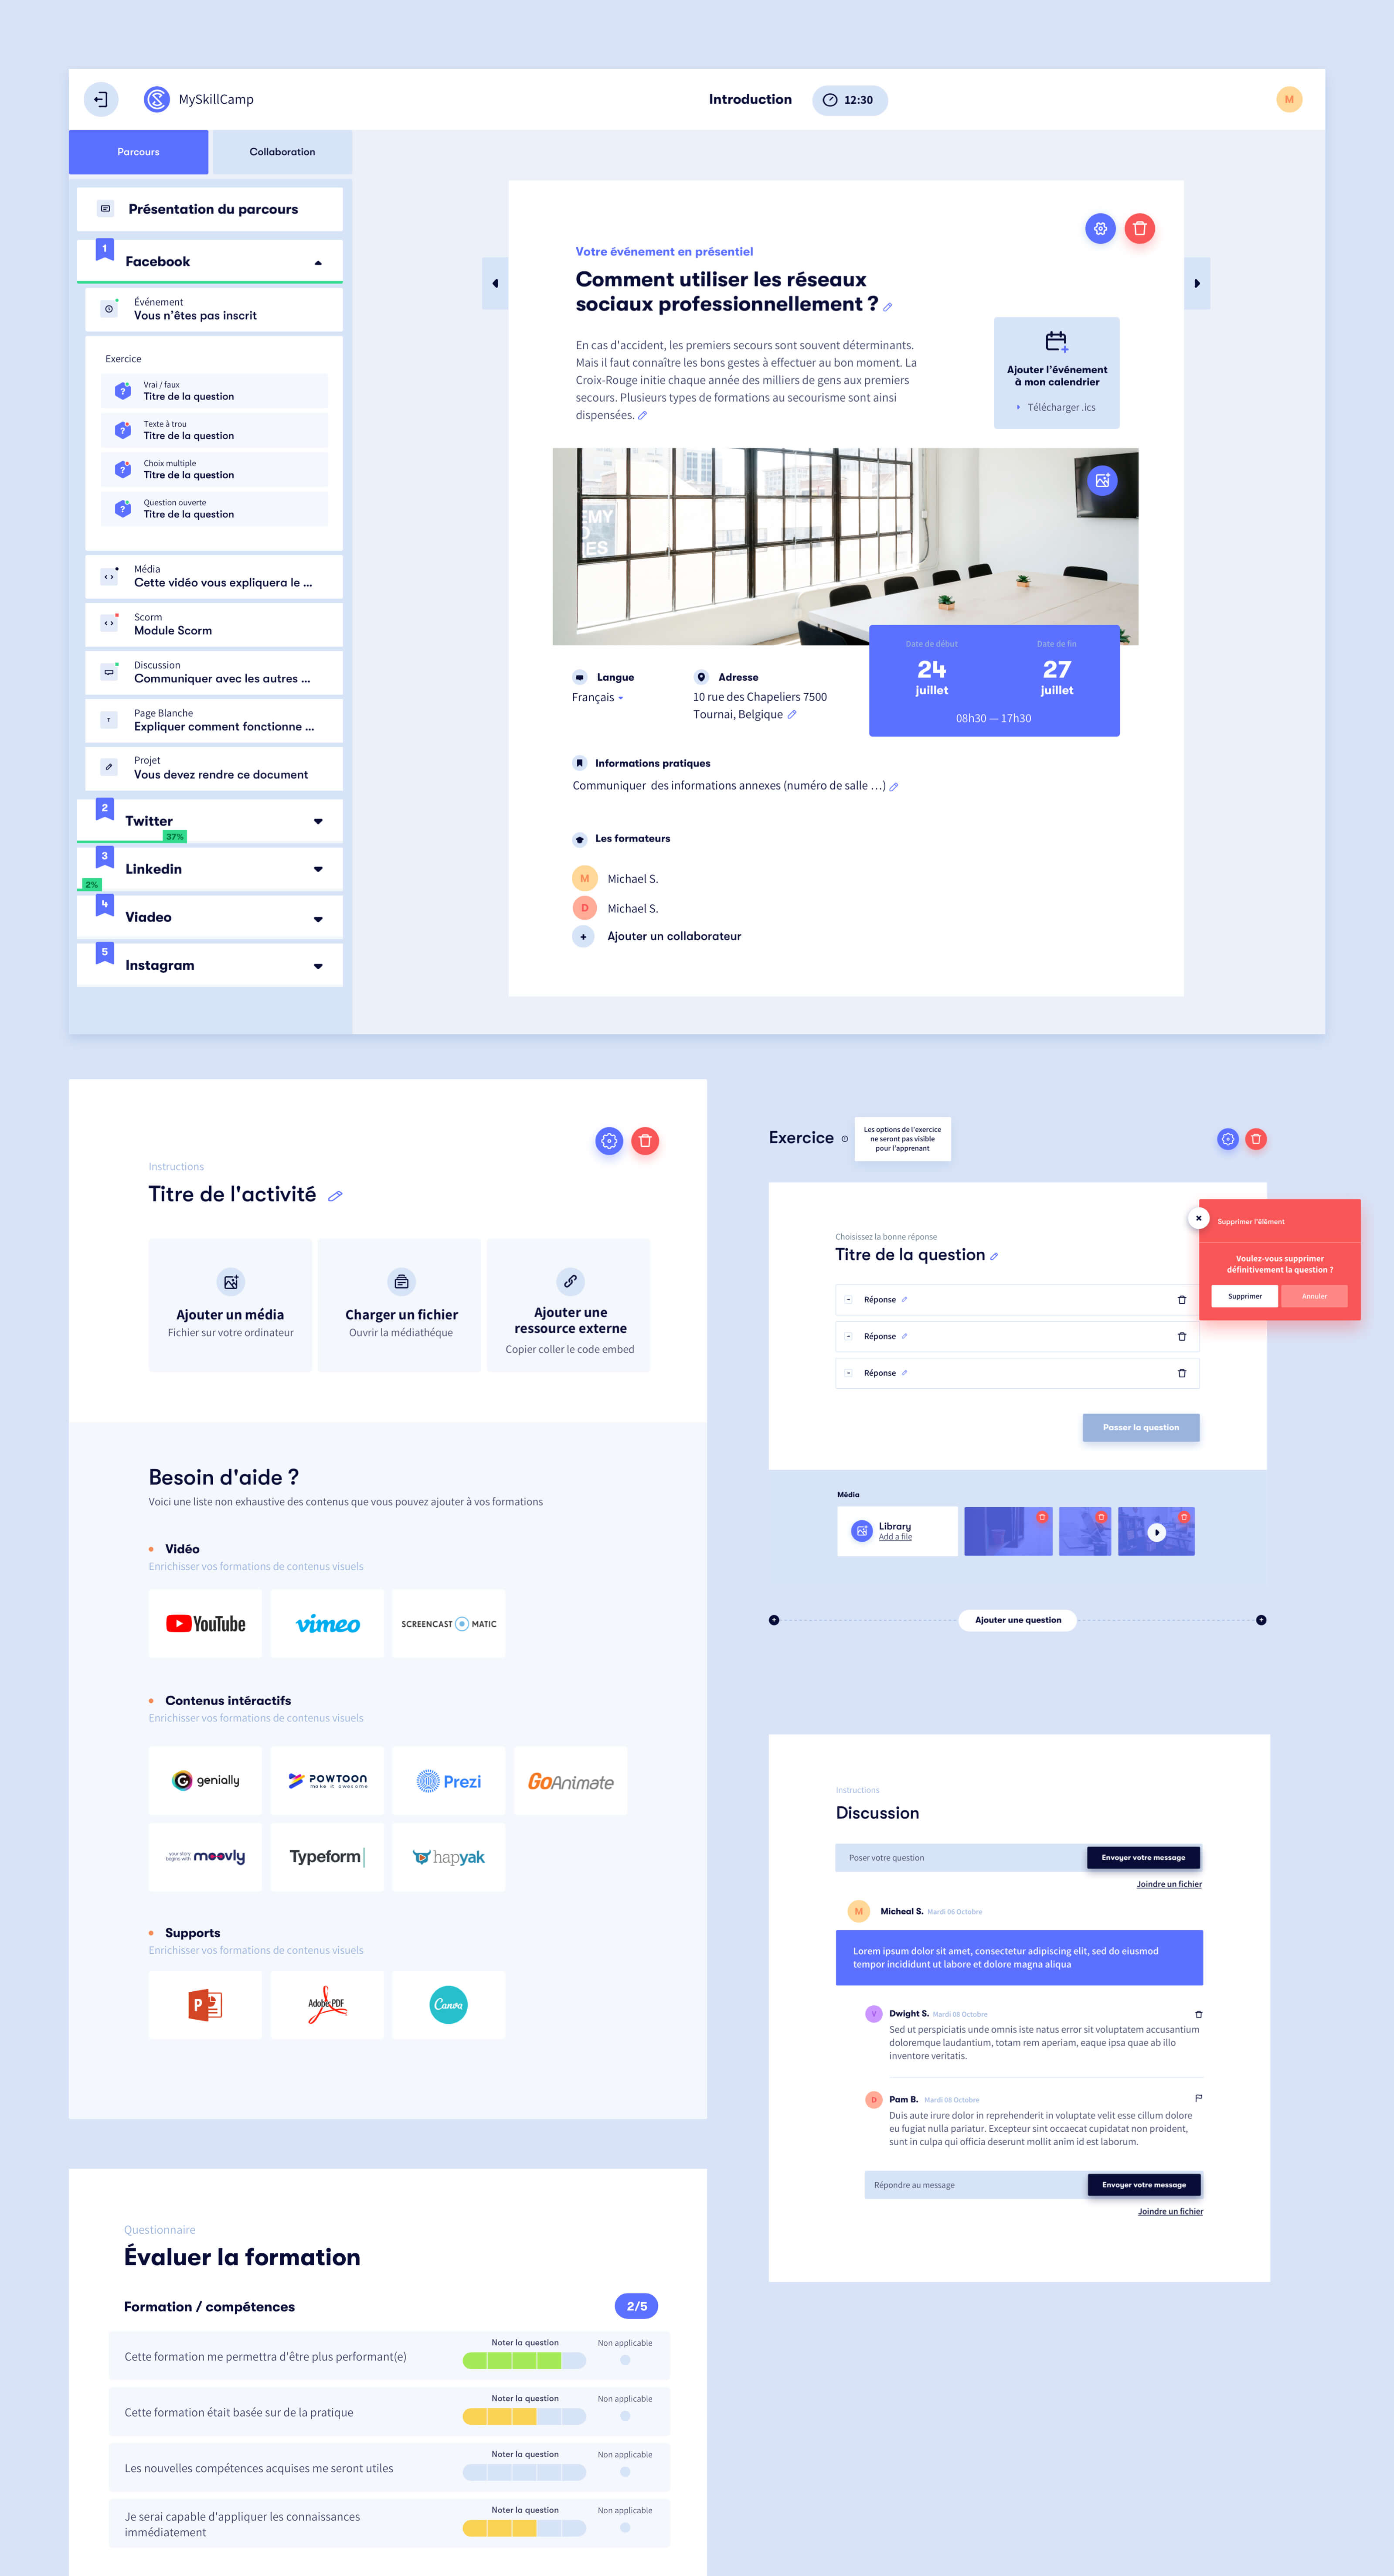 MySkillCamp
Introduction
12:30
M
Parcours
Collaboration
Présentation du parcours
1
Facebook
Événement
Vous n'êtes pas inscrit
Exercice
?
Vrai / faux
Titre de la question
?
Texte à trou
Titre de la question
?
Choix multiple
Titre de la question
?
Question ouverte
Titre de la question
Média
Cette vidéo vous expliquera le ...
Scorm
Module Scorm
Discussion
Communiquer avec les autres ...
T
Page Blanche
Expliquer comment fonctionne ...
Projet
Vous devez rendre ce document
2
Twitter
37%
3
Linkedin
2%
4
Viadeo
5
Instagram
Votre événement en présentiel
Comment utiliser les réseaux
sociaux professionnellement ?
En cas d'accident, les premiers secours sont souvent déterminants.
Mais il faut connaître les bons gestes à effectuer au bon moment. La
Croix-Rouge initie chaque année des milliers de gens aux premiers
secours. Plusieurs types de formations au secourisme sont ainsi
dispensées.
Ajouter l'événement
à mon calendrier
Télécharger .ics
EMY
IES
Date de début
Date de fin
24
27
juillet
juillet
08h30 — 17h30
Langue
Français
Adresse
10 rue des Chapeliers 7500
Tournai, Belgique
Informations pratiques
Communiquer des informations annexes (numéro de salle ...)
Les formateurs
M
Michael S.
D
Michael S.
+
Ajouter un collaborateur
Instructions
Titre de l'activité
Ajouter un média
Fichier sur votre ordinateur
Charger un fichier
Ouvrir la médiathéque
Ajouter une
ressource externe
Copier coller le code embed
Besoin d'aide ?
Voici une liste non exhaustive des contenus que vous pouvez ajouter à vos formations
Vidéo
Enrichisser vos formations de contenus visuels
YouTube
vimeo
SCREENCAST O MATIC
Contenus intéractifs
Enrichisser vos formations de contenus visuels
genially
POWTOON
make it awesome
Prezi
GoAnimate
your story
begins with
moovly
Typeform
hapyak
Supports
Enrichisser vos formations de contenus visuels
P
Adobe PDF
Canva
Exercice
Les options de l'exercice
ne seront pas visible
pour l'apprenant
Choisissez la bonne réponse
Titre de la question
Réponse
Réponse
Réponse
Passer la question
Supprimer l'élément
Voulez-vous supprimer
définitivement la question ?
Supprimer
Annuler
Média
Library
Add a file
Ajouter une question
Instructions
Discussion
Poser votre question
Envoyer votre message
Joindre un fichier
M
Micheal S.
Mardi 06 Octobre
Lorem ipsum dolor sit amet, consectetur adipiscing elit, sed do eiusmod
tempor incididunt ut labore et dolore magna aliqua
V
Dwight S.
Mardi 08 Octobre
Sed ut perspiciatis unde omnis iste natus error sit voluptatem accusantium
doloremque laudantium, totam rem aperiam, eaque ipsa quae ab illo
inventore veritatis.
D
Pam B.
Mardi 08 Octobre
Duis aute irure dolor in reprehenderit in voluptate velit esse cillum dolore
eu fugiat nulla pariatur. Excepteur sint occaecat cupidatat non proident,
sunt in culpa qui officia deserunt mollit anim id est laborum.
Répondre au message
Envoyer votre message
Joindre un fichier
Questionnaire
Évaluer la formation
Formation / compétences
2/5
Cette formation me permettra d'être plus performant(e)
Noter la question
Non applicable
Cette formation était basée sur de la pratique
Noter la question
Non applicable
Les nouvelles compétences acquises me seront utiles
Noter la question
Non applicable
Je serai capable d'appliquer les connaissances
immédiatement
Noter la question
Non applicable